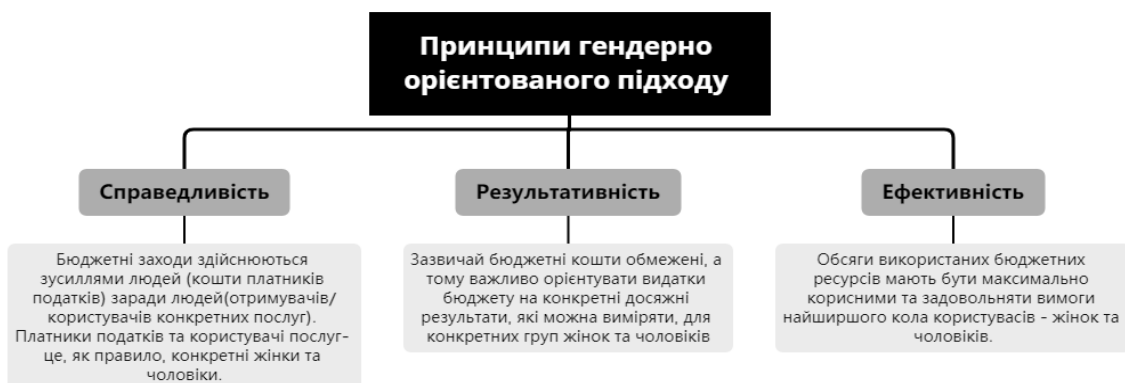 Принципи гендерно
орієнтованого підходу
Справедливість
Бюджетні заходи здійснюються
зусиллями людей (кошти платників
податків) заради людей(отримувачів/
користувачів конкретних послуг).
Платники податків та користувачі послуг-
це, як правило, конкретні жінки та
чоловіки.
Результативність
Зазвичай бюджетні кошти обмежені, а
тому важливо орієнтувати видатки
бюджету на конкретні досяжні
результати, які можна виміряти, для
конкретних груп жінок та чоловіків
Ефективність
Обсяги використаних бюджетних
ресурсів мають бути максимально
корисними та задовольняти вимоги
найширшого кола користувасів - жінок та
чоловіків.